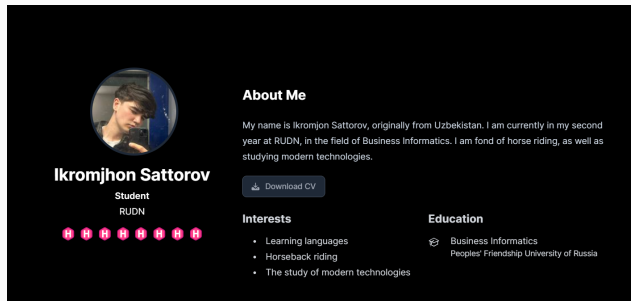 Ikromjhon Sattorov
Student
RUDN
About Me
My name is Ikromjon Sattorov, originally from Uzbekistan. I am currently in my second
year at RUDN, in the field of Business Informatics. I am fond of horse riding, as well as
studying modern technologies.
Download CV
Interests
Learning languages
Horseback riding
The study of modern technologies
Education
Business Informatics
Peoples' Friendship University of Russia